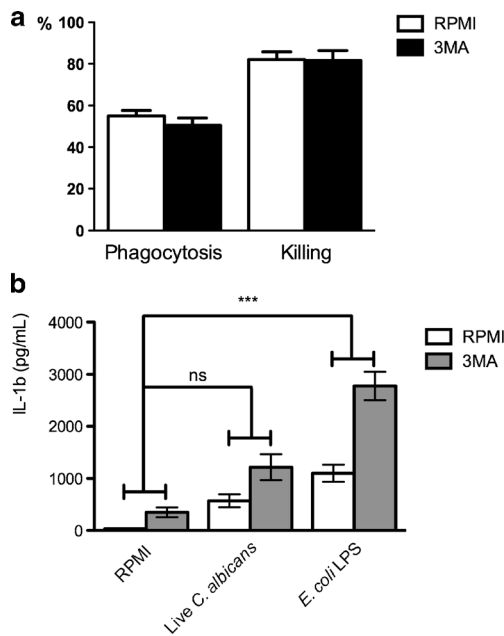 a
%
RPMI
3MA
100
80
60
40
20
0
Phagocytosis Killing
b
***
IL-1b (pg/mL)
RPMI
3MA
ns
4000
3000
2000
1000
0
RPMI
Live C. albicans
E. coli LPS